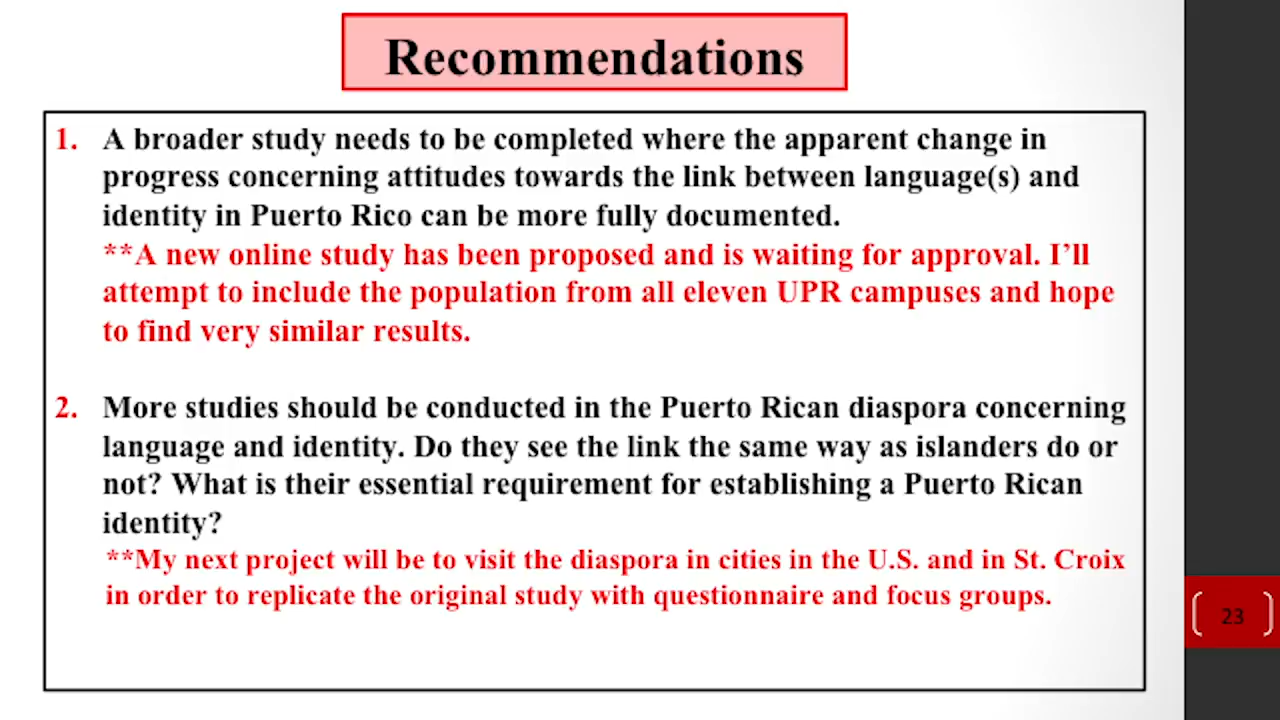 Recommendations
1. A broader study needs to be completed where the apparent change in
progress concerning attitudes towards the link between language(s) and
identity in Puerto Rico can be more fully documented.
**A new online study has been proposed and is waiting for approval. I’ll
attempt to include the population from all eleven UPR campuses and hope
to find very similar results.
2. More studies should be conducted in the Puerto Rican diaspora concerning
language and identity. Do they see the link the same way as islanders do or
not? What is their essential requirement for establishing a Puerto Rican
identity?
**My next project will be to visit the diaspora in cities in the U.S. and in St. Croix
in order to replicate the original study with questionnaire and focus groups.
23